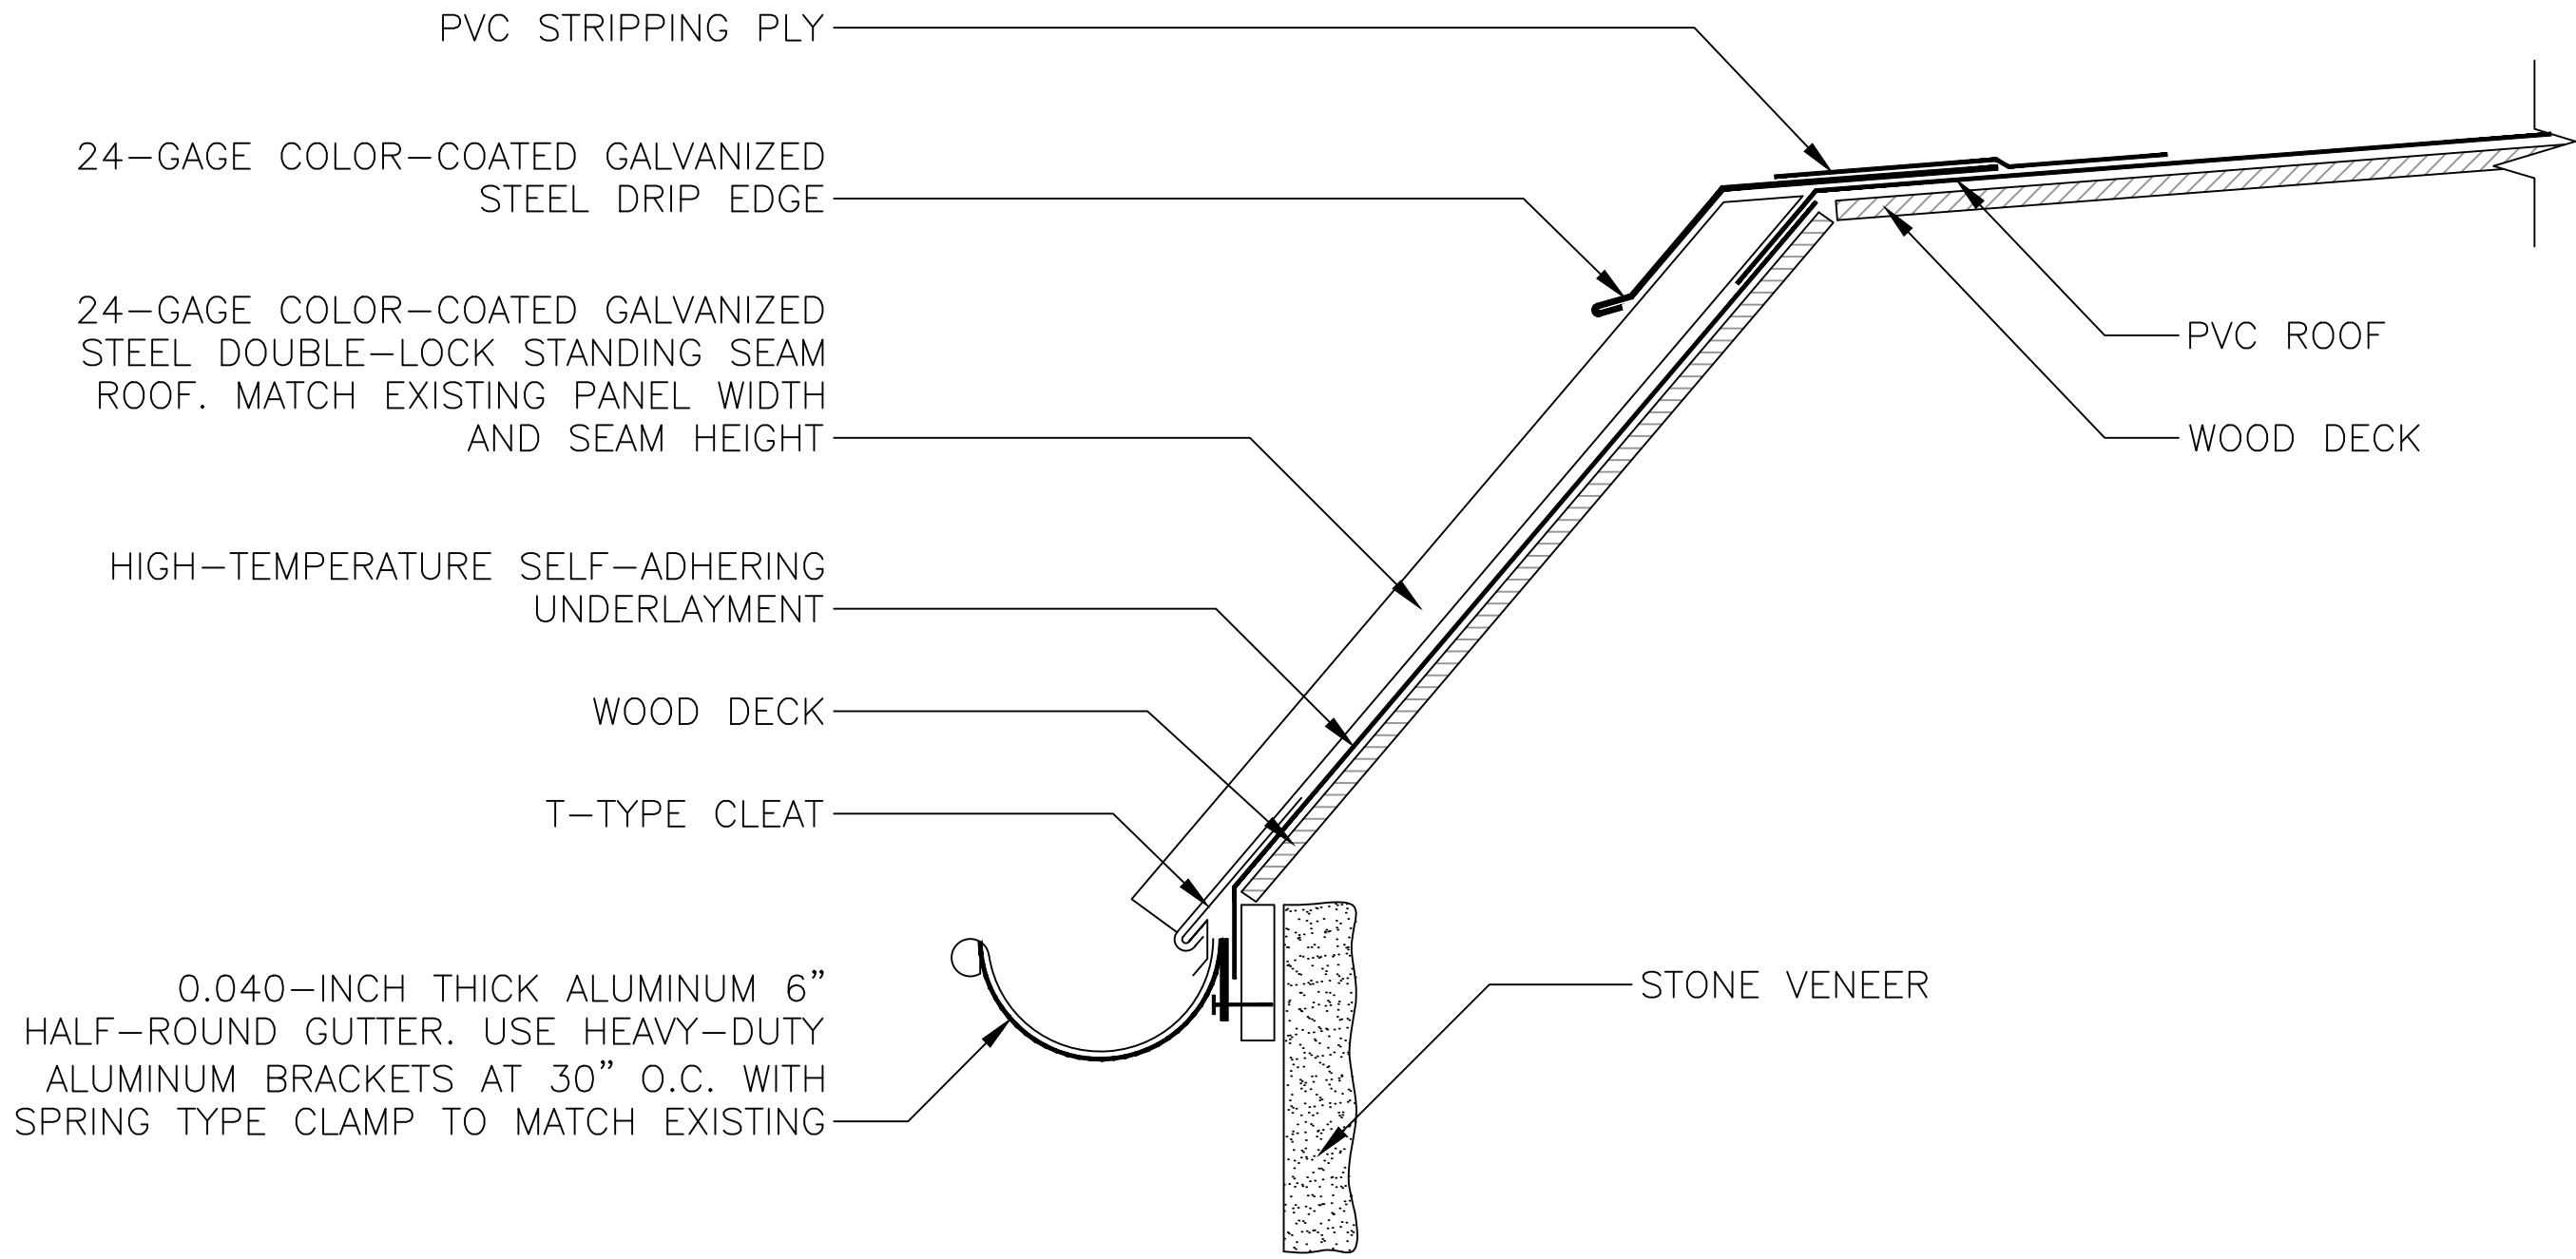 PVC STRIPPING PLY
24-GAGE COLOR-COATED GALVANIZED
STEEL DRIP EDGE
24-GAGE COLOR-COATED GALVANIZED
STEEL DOUBLE-LOCK STANDING SEAM
ROOF. MATCH EXISTING PANEL WIDTH
AND SEAM HEIGHT
HIGH-TEMPERATURE SELF-ADHERING
UNDERLAYMENT
WOOD DECK
T-TYPE CLEAT
0.040-INCH THICK ALUMINUM 6"
HALF-ROUND GUTTER. USE HEAVY-DUTY
ALUMINUM BRACKETS AT 30" O.C. WITH
SPRING TYPE CLAMP TO MATCH EXISTING
PVC ROOF
WOOD DECK
STONE VENEER